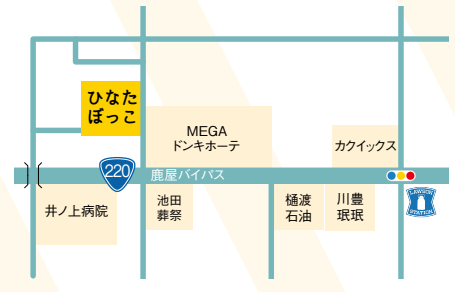 ひなた
ぼっこ
MEGA
ドンキホーテ
カクイックス
220
鹿屋バイパス
井ノ上病院
池田
葬祭
樋渡
石油
川豊
珉珉
LAWSON
STATION